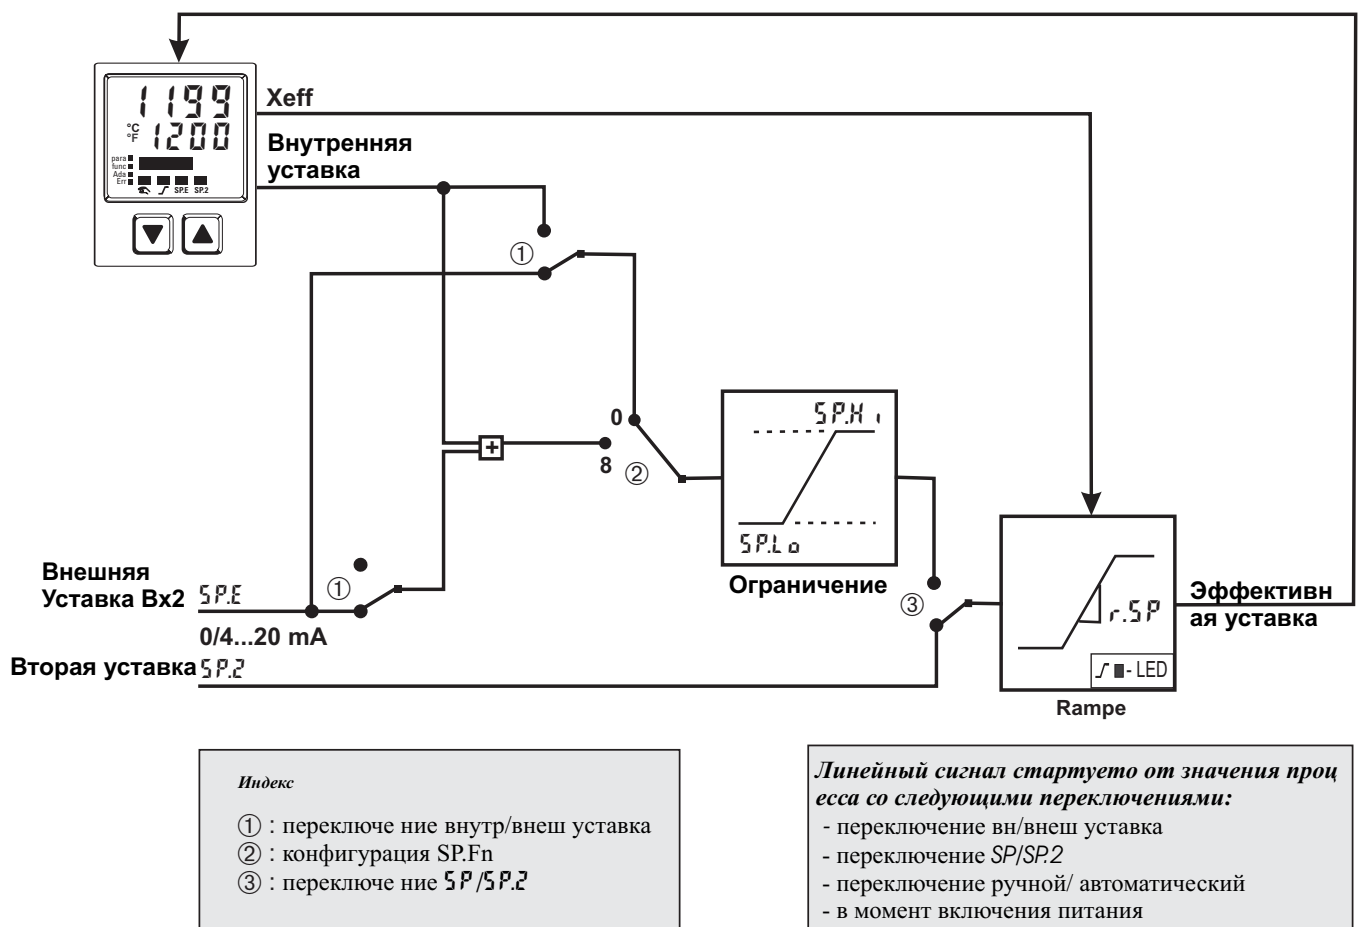 1199
°C
°F
1200
para
func
Ada
Err
SP.E SP.2
Xeff
Внутренняя
уставка
①
0
8
②
+
SP.Hi
SP.Lo
Ограничение
Внешняя
Уставка Вх2 SP.E
①
0/4...20 mA
Вторая уставка SP.2
③
r.SP
- LED
Rampe
Эффективн
ая уставка
Индекс
① : переключе ние внутр/внеш уставка
② : конфигурация SP.Fn
③ : переключе ние SP/SP.2
Линейный сигнал стартуето от значения проц
есса со следующими переключениями:
- переключение вн/внеш уставка
- переключение SP/SP.2
- переключение ручной/ автоматический
- в момент включения питания